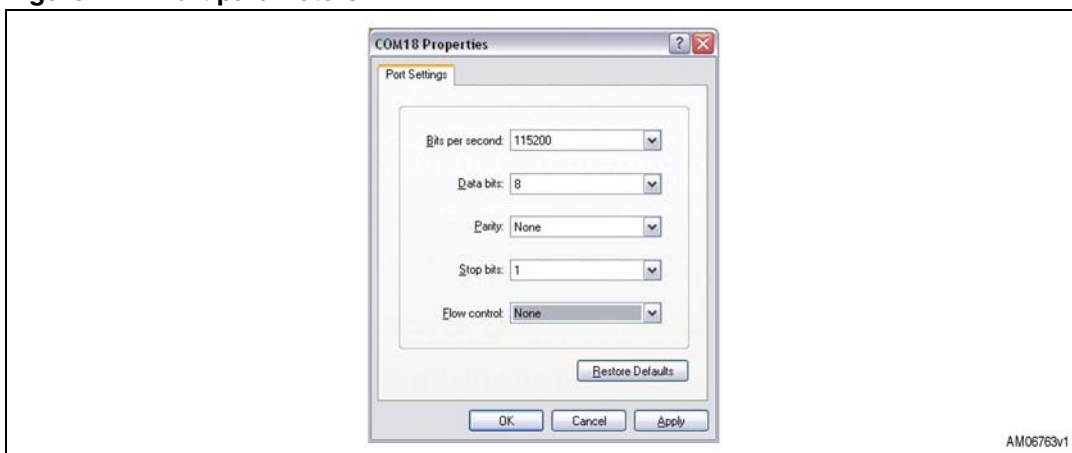 COM18 Properties
Port Settings
Bits per second: 115200
Data bits: 8
Parity: None
Stop bits: 1
Flow control: None
Restore Defaults
OK Cancel Apply
AM06763v1